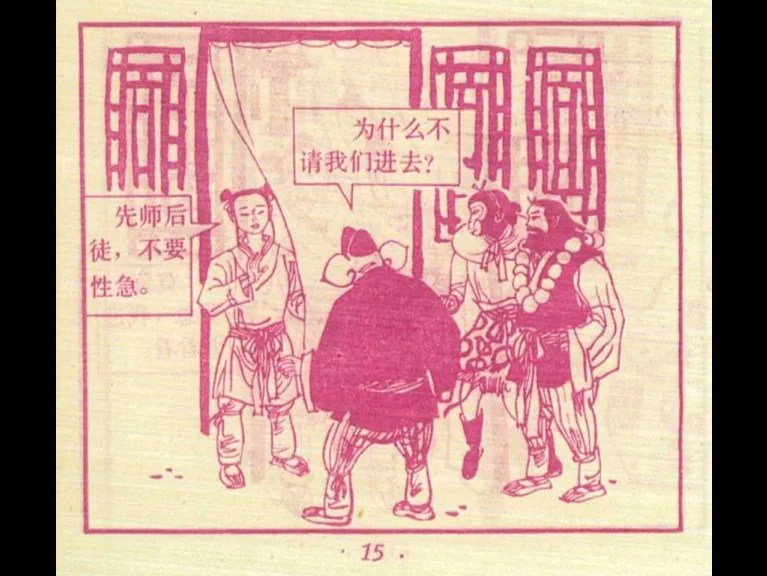 为什么不
请我们进去？
先师后
徒，不要
性急。
· 15 ·